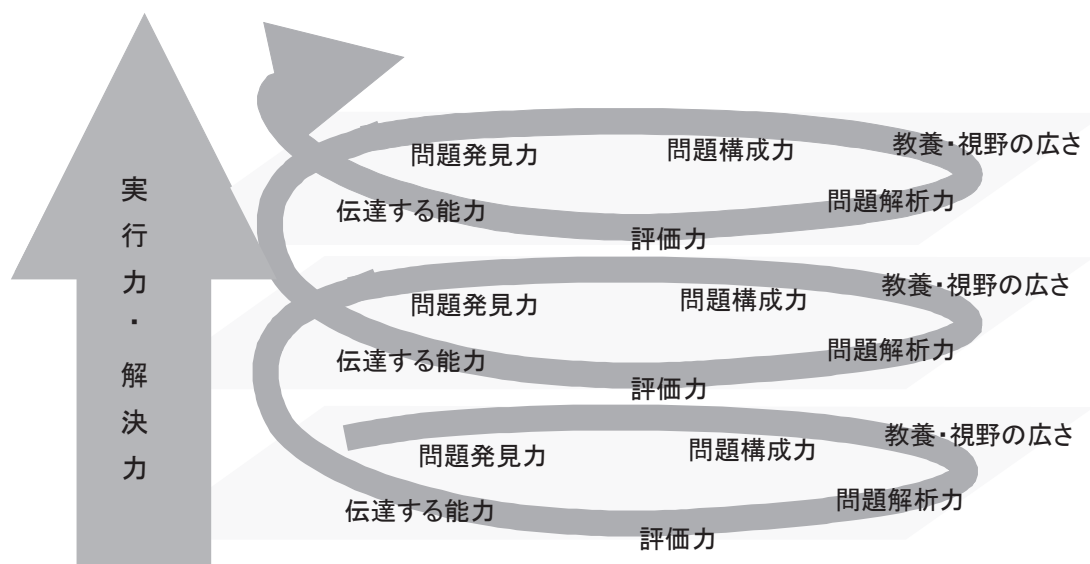 実行力・解決力
問題発見力
問題構成力
教養・視野の広さ
問題解析力
評価力
伝達する能力
問題発見力
問題構成力
教養・視野の広さ
問題解析力
評価力
伝達する能力
問題発見力
問題構成力
教養・視野の広さ
問題解析力
評価力
伝達する能力